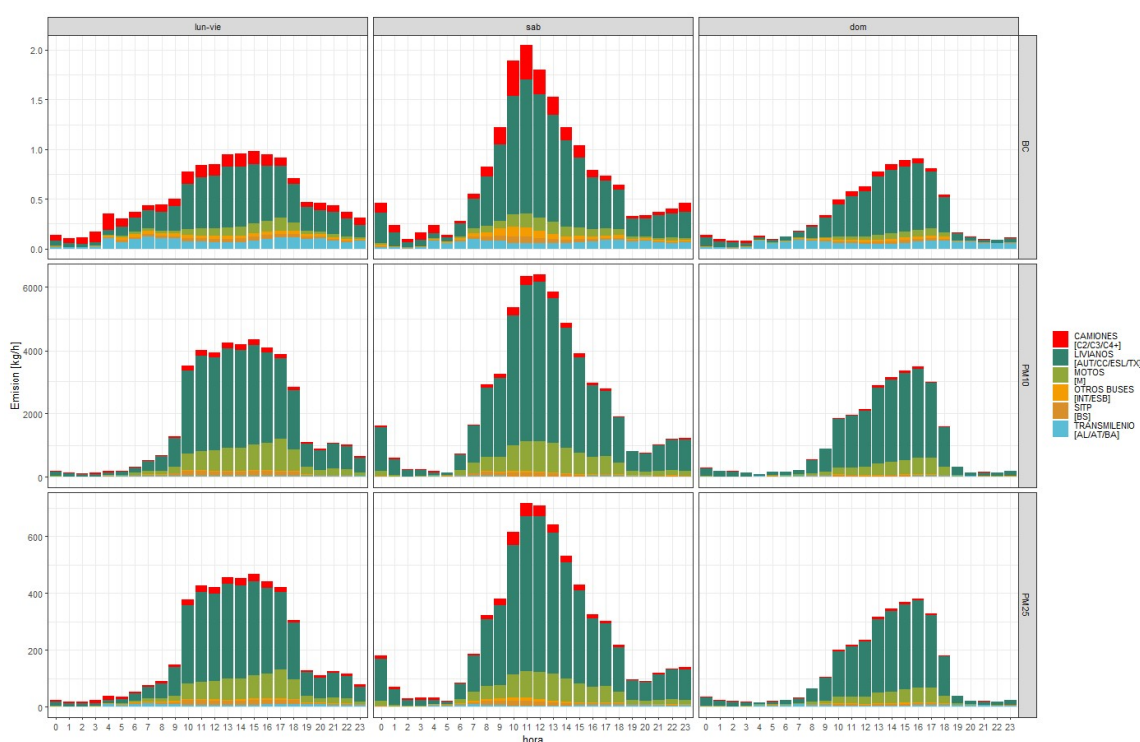 lun-vie
sab
dom
2.0
1.5
1.0
0.5
0.0
BC
6000
4000
2000
0
PM10
600
400
200
0
PM25
Emision [kg/h]
0 1 2 3 4 5 6 7 8 9 10 11 12 13 14 15 16 17 18 19 20 21 22 23
0 1 2 3 4 5 6 7 8 9 10 11 12 13 14 15 16 17 18 19 20 21 22 23
0 1 2 3 4 5 6 7 8 9 10 11 12 13 14 15 16 17 18 19 20 21 22 23
hora
CAMIONES
[C2/C3/C4+]
LIVIANOS
[AUT/CC/ESL/TX]
MOTOS
[M]
OTROS BUSES
[INT/ESB]
SITP
[BS]
TRANSMILENIO
[AL/AT/BA]